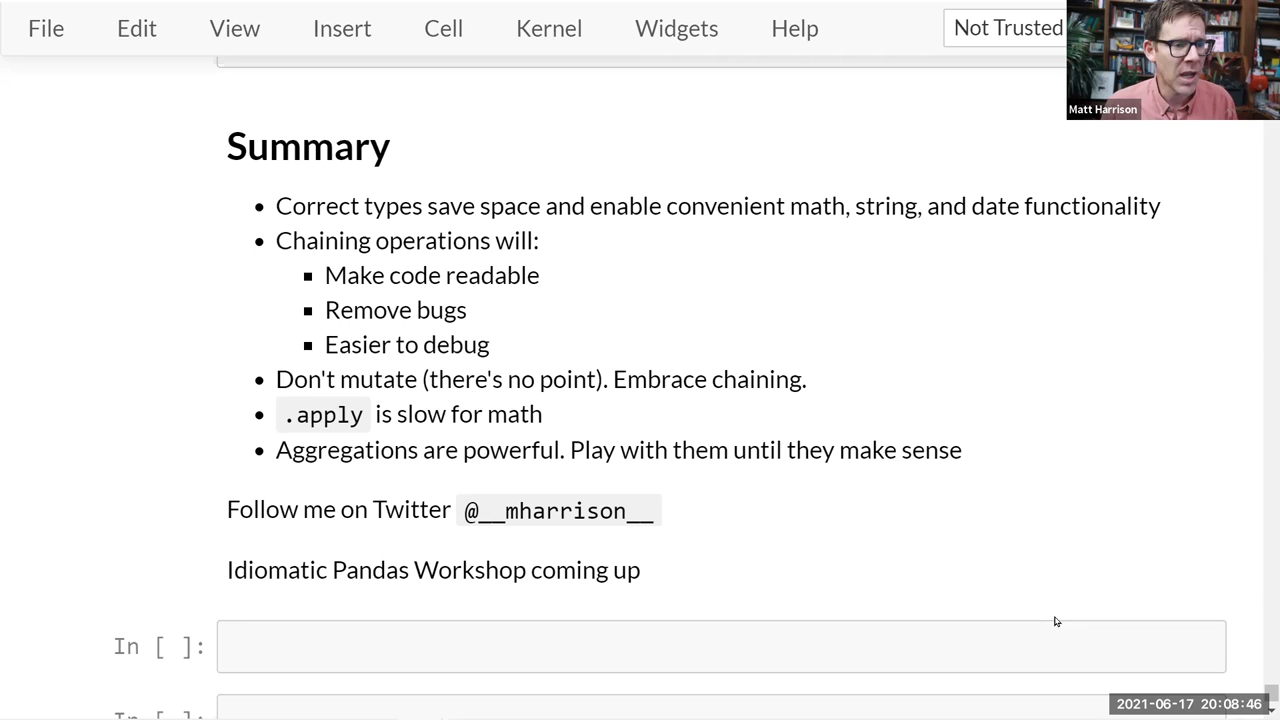 File Edit View Insert Cell Kernel Widgets Help Not Trusted
Matt Harrison
Summary
Correct types save space and enable convenient math, string, and date functionality
Chaining operations will:
Make code readable
Remove bugs
Easier to debug
Don't mutate (there's no point). Embrace chaining.
.apply is slow for math
Aggregations are powerful. Play with them until they make sense
Follow me on Twitter @__mharrison__
Idiomatic Pandas Workshop coming up
In [ ]:
2021-06-17 20:08:46
In [ ]: